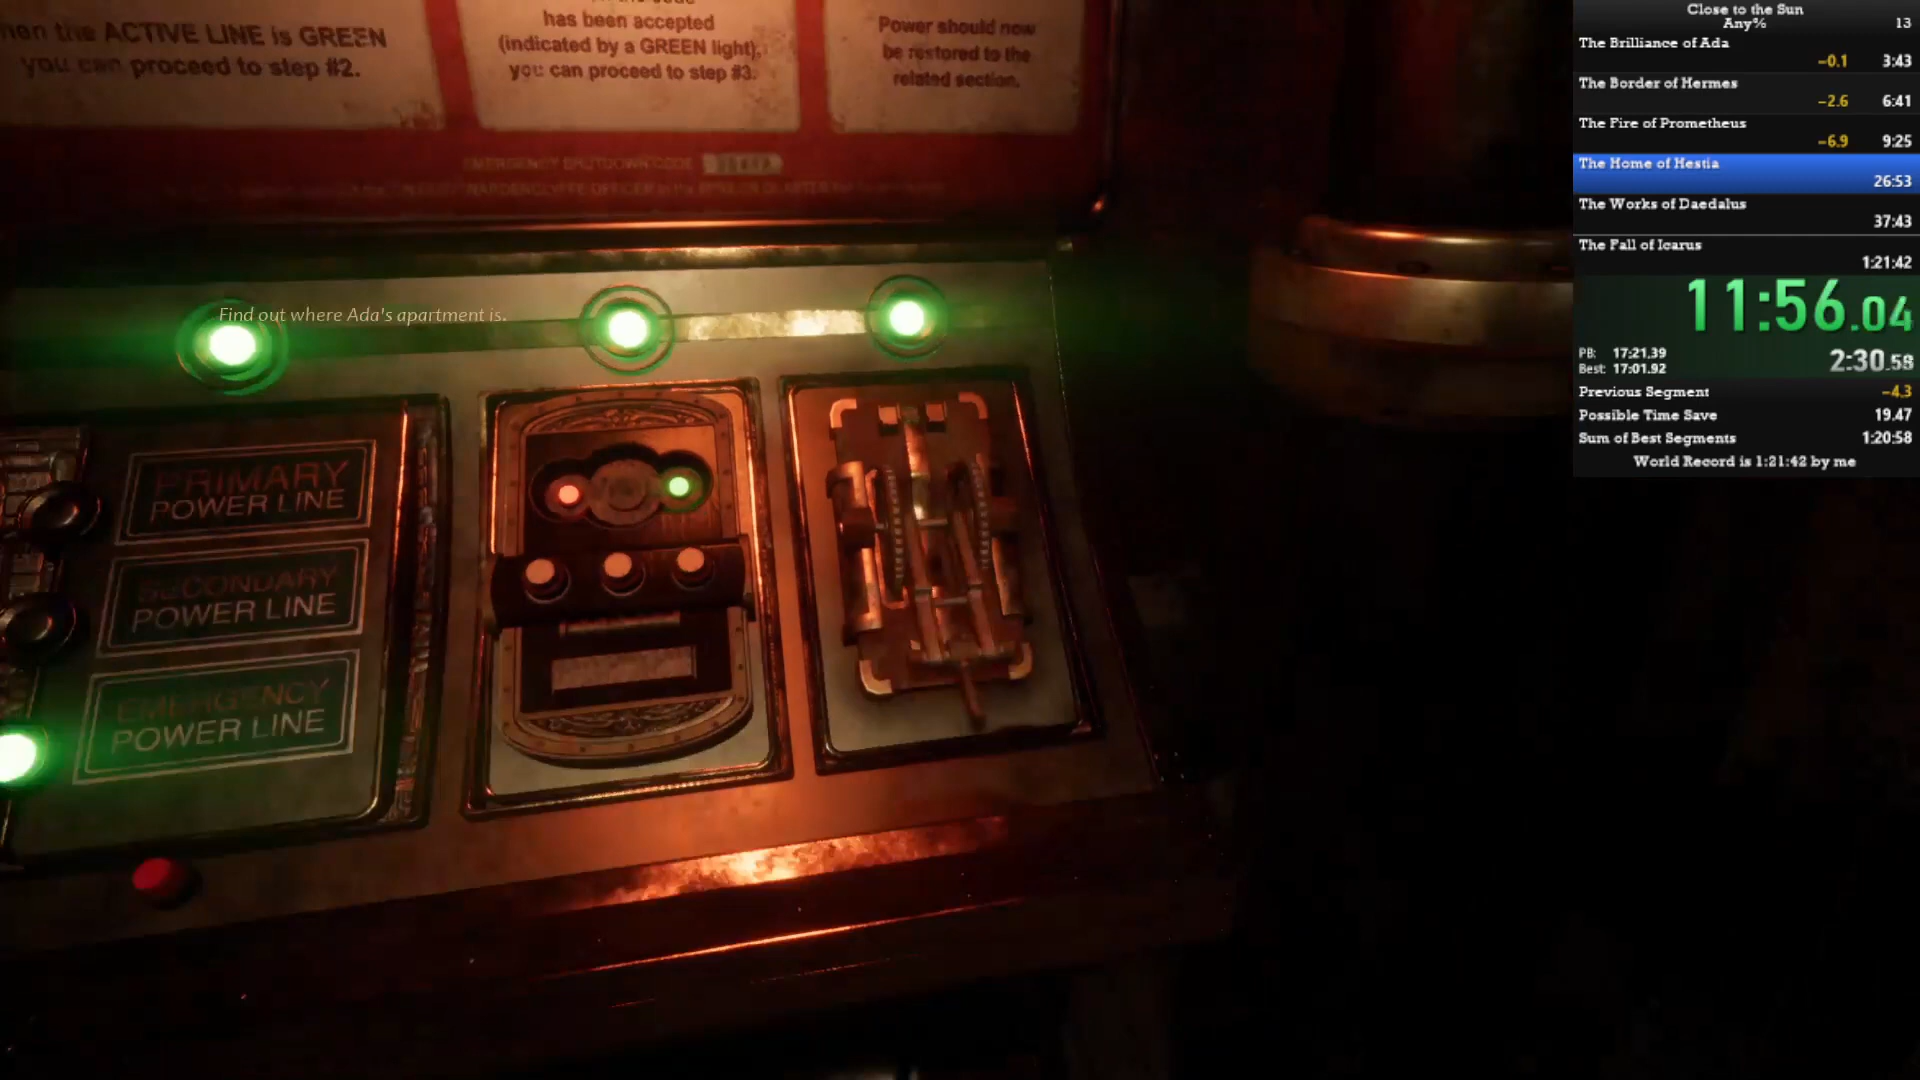 when the ACTIVE LINE is GREEN
you can proceed to step #2.
has been accepted
(indicated by a GREEN light),
you can proceed to step #3.
Power should now
be restored to the
related section.
EMERGENCY SHUTDOWN CODE
Find out where Ada's apartment is.
PRIMARY
POWER LINE
SECONDARY
POWER LINE
EMERGENCY
POWER LINE
Close to the Sun
Any% 13
The Brilliance of Ada
-0.1 3:43
The Border of Hermes
-2.6 6:41
The Fire of Prometheus
-6.9 9:25
The Home of Hestia
26:53
The Works of Daedalus
37:43
The Fall of Icarus
1:21:42
11:56.04
PB: 17:21.39
Best: 17:01.92
2:30.58
Previous Segment -4.3
Possible Time Save 19.47
Sum of Best Segments 1:20:58
World Record is 1:21:42 by me